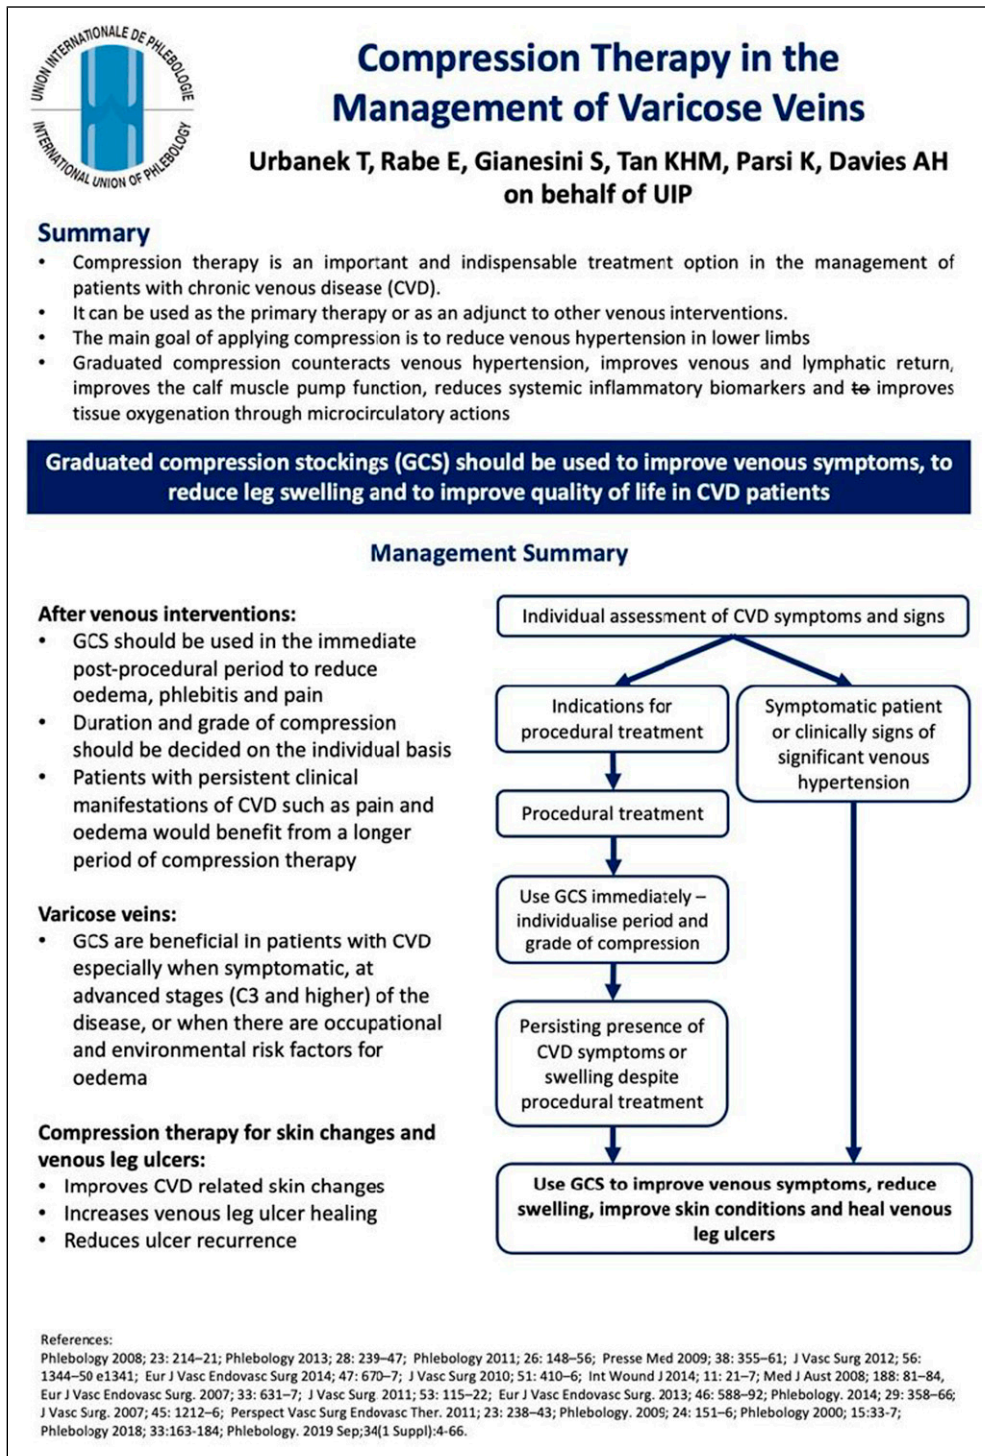 UNION INTERNATIONALE DE PHLEBOLOGIE
INTERNATIONAL UNION OF PHLEBOLOGY
Compression Therapy in the
Management of Varicose Veins
Urbanek T, Rabe E, Gianesini S, Tan KHM, Parsi K, Davies AH
on behalf of UIP
Summary
• Compression therapy is an important and indispensable treatment option in the management of
patients with chronic venous disease (CVD).
• It can be used as the primary therapy or as an adjunct to other venous interventions.
• The main goal of applying compression is to reduce venous hypertension in lower limbs
• Graduated compression counteracts venous hypertension, improves venous and lymphatic return,
improves the calf muscle pump function, reduces systemic inflammatory biomarkers and to improves
tissue oxygenation through microcirculatory actions
Graduated compression stockings (GCS) should be used to improve venous symptoms, to
reduce leg swelling and to improve quality of life in CVD patients
Management Summary
After venous interventions:
• GCS should be used in the immediate
post-procedural period to reduce
oedema, phlebitis and pain
• Duration and grade of compression
should be decided on the individual basis
• Patients with persistent clinical
manifestations of CVD such as pain and
oedema would benefit from a longer
period of compression therapy
Varicose veins:
• GCS are beneficial in patients with CVD
especially when symptomatic, at
advanced stages (C3 and higher) of the
disease, or when there are occupational
and environmental risk factors for
oedema
Compression therapy for skin changes and
venous leg ulcers:
• Improves CVD related skin changes
• Increases venous leg ulcer healing
• Reduces ulcer recurrence
Individual assessment of CVD symptoms and signs
Indications for
procedural treatment
Symptomatic patient
or clinically signs of
significant venous
hypertension
Procedural treatment
Use GCS immediately –
individualise period and
grade of compression
Persisting presence of
CVD symptoms or
swelling despite
procedural treatment
Use GCS to improve venous symptoms, reduce
swelling, improve skin conditions and heal venous
leg ulcers
References:
Phlebology 2008; 23: 214–21; Phlebology 2013; 28: 239–47; Phlebology 2011; 26: 148–56; Presse Med 2009; 38: 355–61; J Vasc Surg 2012; 56:
1344–50 e1341; Eur J Vasc Endovasc Surg 2014; 47: 670–7; J Vasc Surg 2010; 51: 410–6; Int Wound J 2014; 11: 21–7; Med J Aust 2008; 188: 81–84,
Eur J Vasc Endovasc Surg. 2007; 33: 631–7; J Vasc Surg 2011; 53: 115–22; Eur J Vasc Endovasc Surg. 2013; 46: 588–92; Phlebology. 2014; 29: 358–66;
J Vasc Surg. 2007; 45: 1212–6; Perspect Vasc Surg Endovasc Ther. 2011; 23: 238–43; Phlebology. 2009; 24: 151–6; Phlebology 2000; 15:33-7;
Phlebology 2018; 33:163-184; Phlebology. 2019 Sep;34(1 Suppl):4-66.